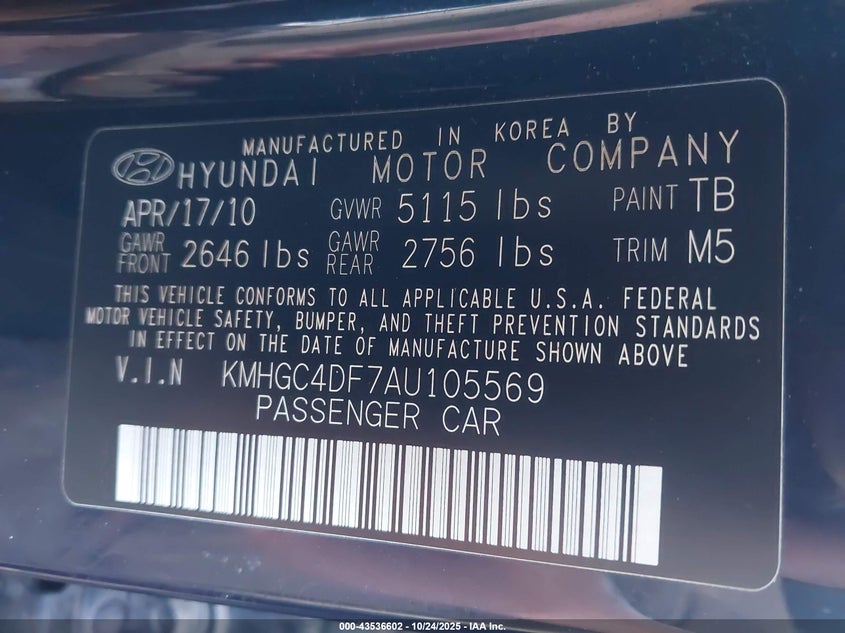 MANUFACTURED IN KOREA BY
HYUNDAI MOTOR COMPANY
APR/17/10 GVWR 5115 lbs PAINT TB
GAWR FRONT 2646 lbs GAWR REAR 2756 lbs TRIM M5
THIS VEHICLE CONFORMS TO ALL APPLICABLE U.S.A. FEDERAL
MOTOR VEHICLE SAFETY, BUMPER, AND THEFT PREVENTION STANDARDS
IN EFFECT ON THE DATE OF MANUFACTURE SHOWN ABOVE
V.I.N KMHGC4DF7AU105569
PASSENGER CAR
000-43536602 - 10/24/2025 - IAA Inc.